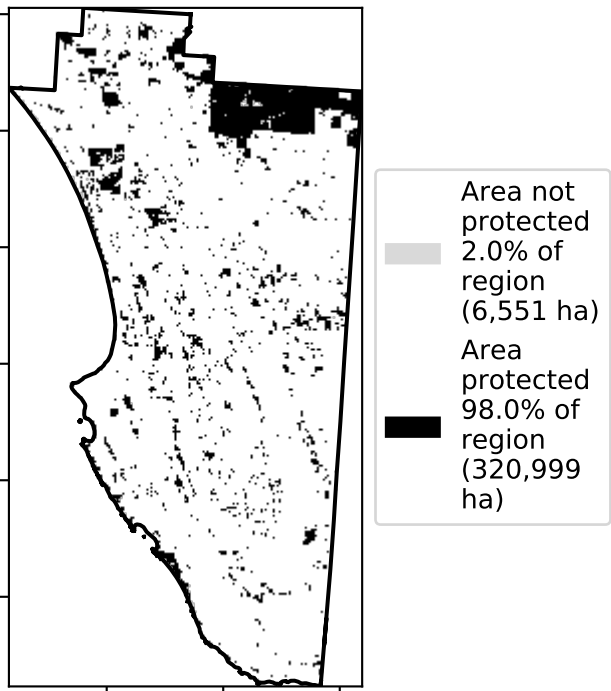 Area not
protected
2.0% of
region
(6,551 ha)
Area
protected
98.0% of
region
(320,999
ha)